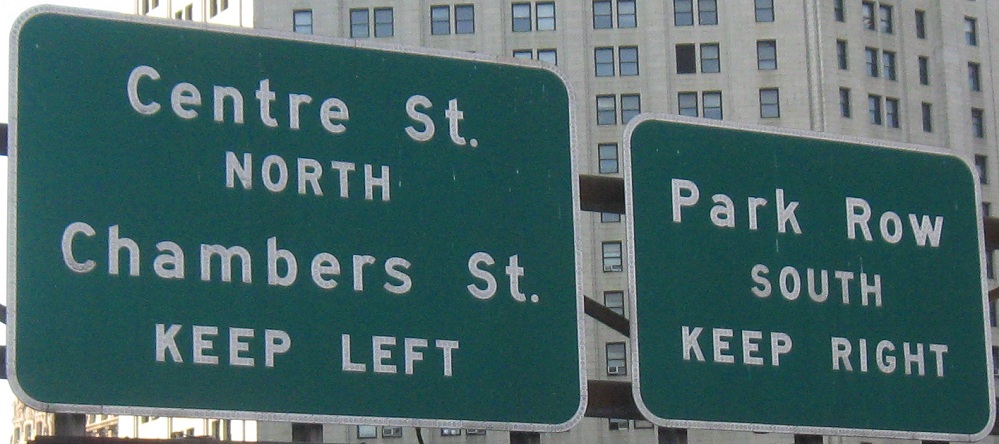 Centre St.
NORTH
Chambers St.
KEEP LEFT
Park Row
SOUTH
KEEP RIGHT